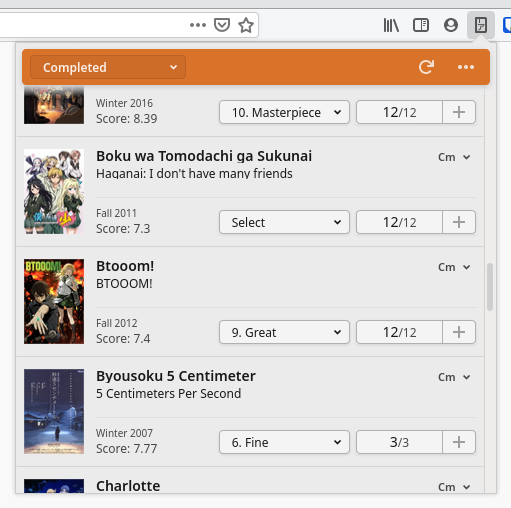 Completed
Winter 2016
Score: 8.39
10. Masterpiece
12/12
Boku wa Tomodachi ga Sukunai
Cm
Haganai: I don't have many friends
Fall 2011
Score: 7.3
Select
12/12
BTOOOM!
Btooom!
Cm
BTOOOM!
Fall 2012
Score: 7.4
9. Great
12/12
Byousoku 5 Centimeter
Cm
5 Centimeters Per Second
Winter 2007
Score: 7.77
6. Fine
3/3
Charlotte
Cm